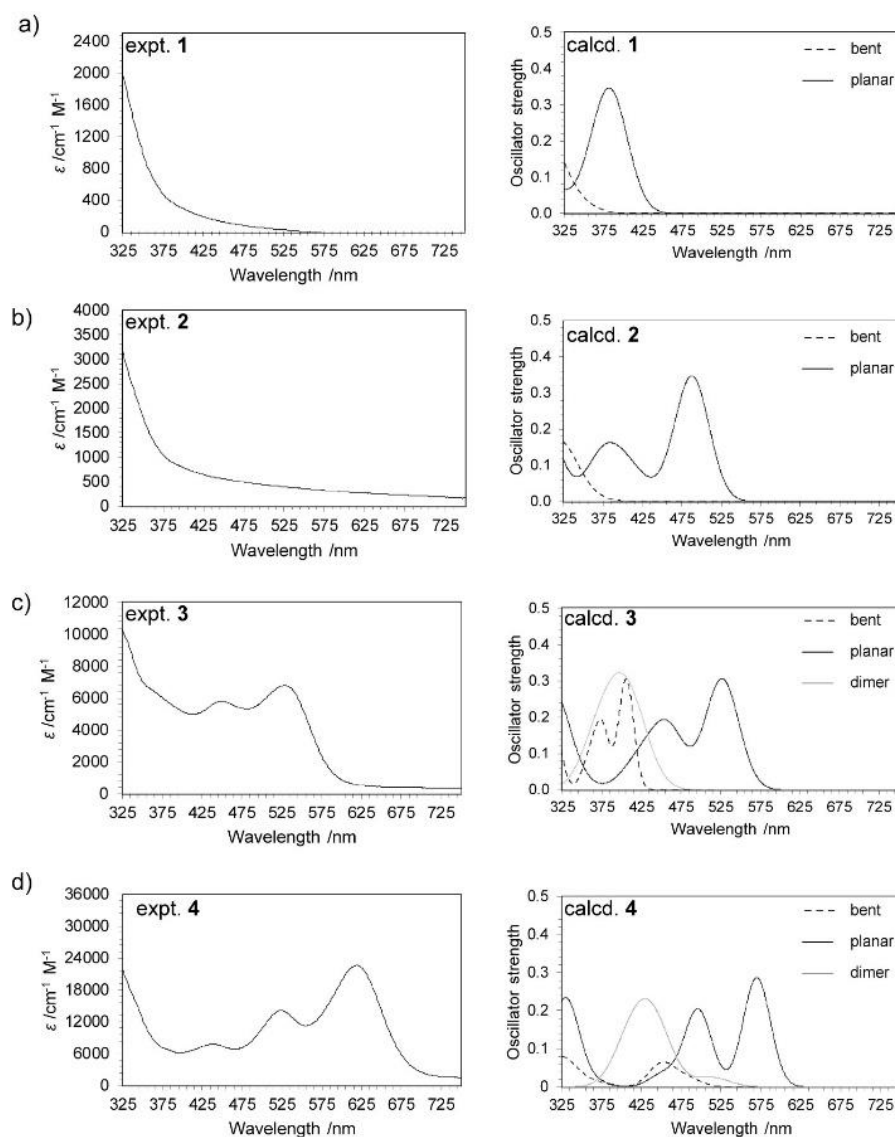 a)
expt. 1
2400
2000
1600
1200
800
400
0
ε /cm⁻¹ M⁻¹
325 375 425 475 525 575 625 675 725
Wavelength /nm
calcd. 1
bent
planar
0.5
0.4
0.3
0.2
0.1
0.0
Oscillator strength
325 375 425 475 525 575 625 675 725
Wavelength /nm
b)
expt. 2
4000
3500
3000
2500
2000
1500
1000
500
0
ε /cm⁻¹ M⁻¹
325 375 425 475 525 575 625 675 725
Wavelength /nm
calcd. 2
bent
planar
0.5
0.4
0.3
0.2
0.1
0.0
Oscillator strength
325 375 425 475 525 575 625 675 725
Wavelength /nm
c)
expt. 3
12000
10000
8000
6000
4000
2000
0
ε /cm⁻¹ M⁻¹
325 375 425 475 525 575 625 675 725
Wavelength /nm
calcd. 3
bent
planar
dimer
0.5
0.4
0.3
0.2
0.1
0.0
Oscillator strength
325 375 425 475 525 575 625 675 725
Wavelength /nm
d)
expt. 4
36000
30000
24000
18000
12000
6000
0
ε /cm⁻¹ M⁻¹
325 375 425 475 525 575 625 675 725
Wavelength /nm
calcd. 4
bent
planar
dimer
0.5
0.4
0.3
0.2
0.1
0
Oscillator strength
325 375 425 475 525 575 625 675 725
Wavelength /nm